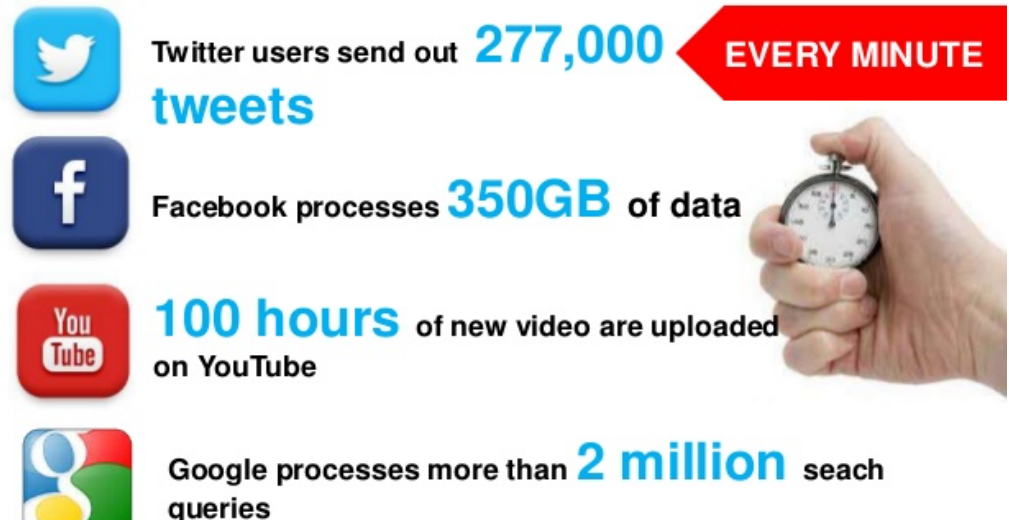 Twitter users send out 277,000
tweets
EVERY MINUTE
f
Facebook processes 350GB of data
You
Tube
100 hours of new video are uploaded
on YouTube
g
Google processes more than 2 million seach
queries